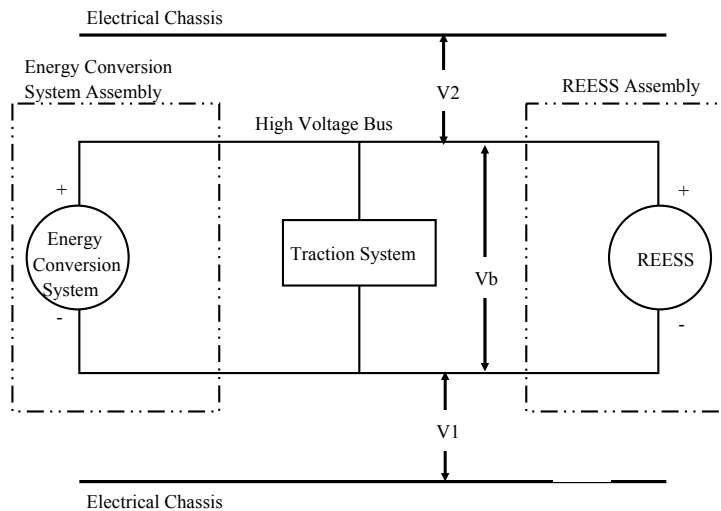 Electrical Chassis
Energy Conversion
System Assembly
V2
REESS Assembly
High Voltage Bus
+
+
Energy
Conversion
System
Traction System
Vb
REESS
-
-
V1
Electrical Chassis